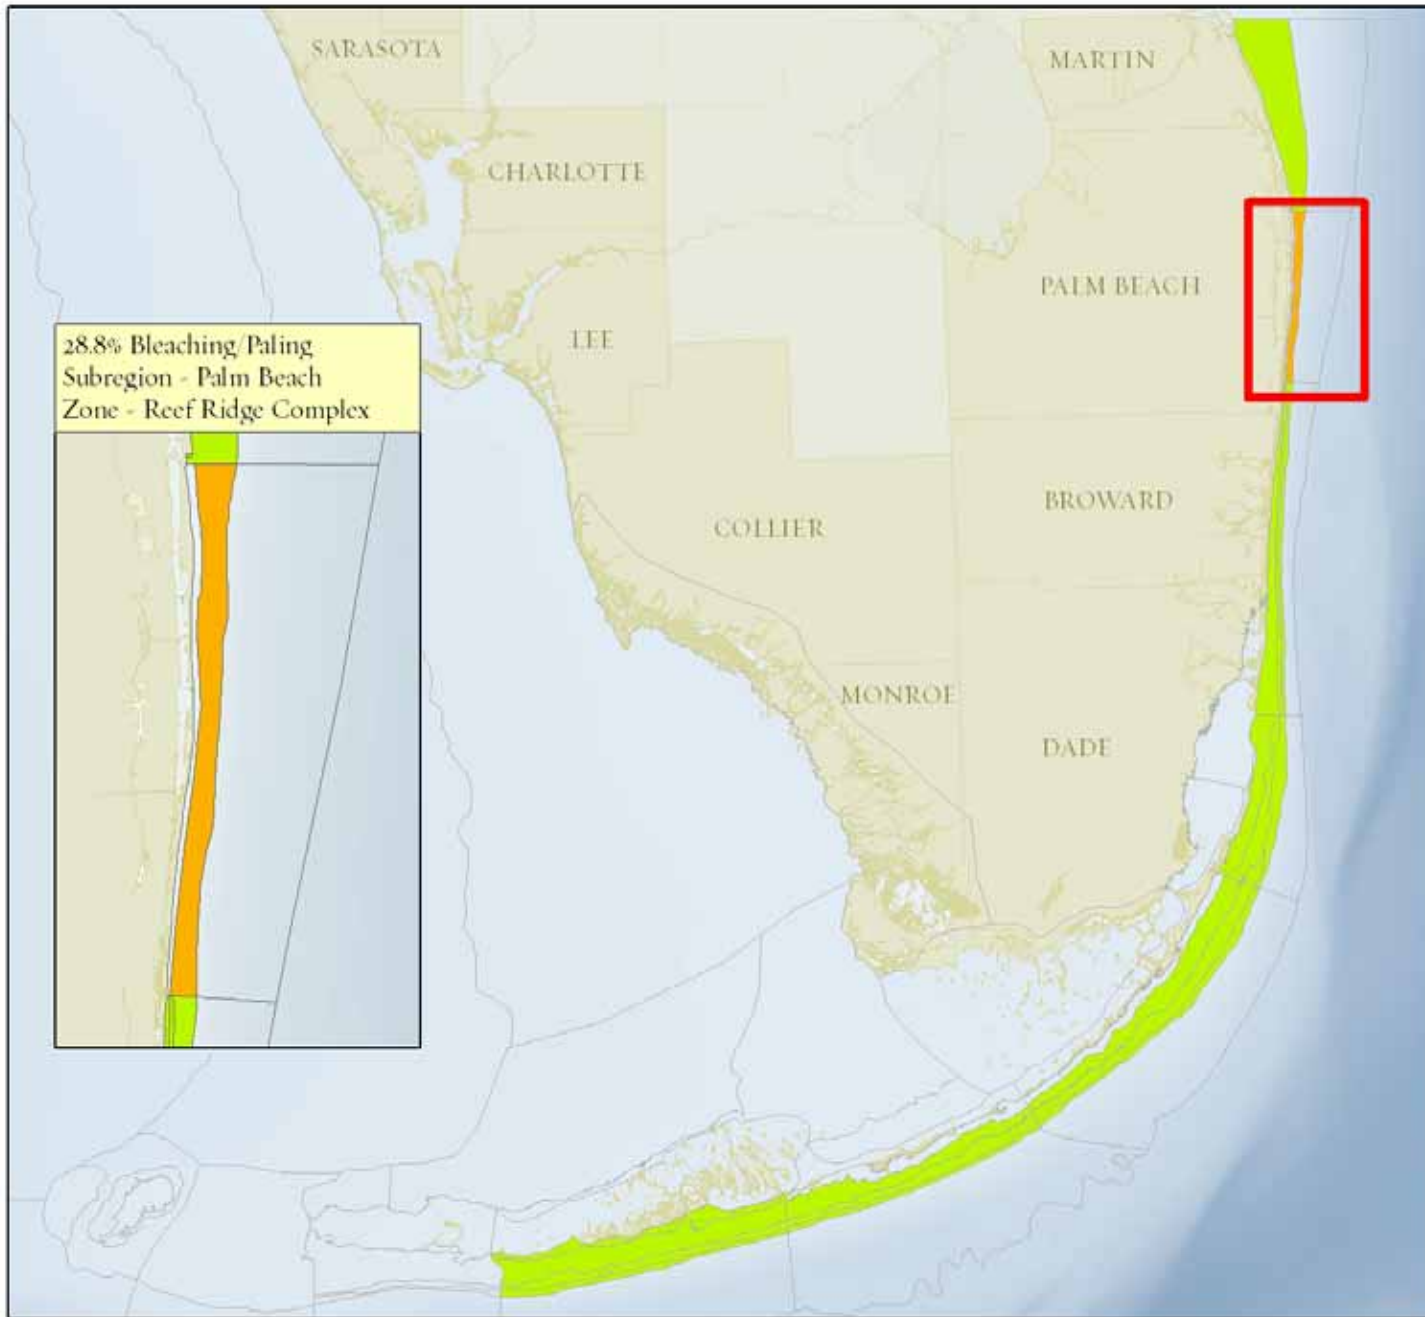 SARASOTA
MARTIN
CHARLOTTE
PALM BEACH
LEE
28.8% Bleaching/Paling
Subregion - Palm Beach
Zone - Reef Ridge Complex
BROWARD
COLLIER
MONROE
DADE